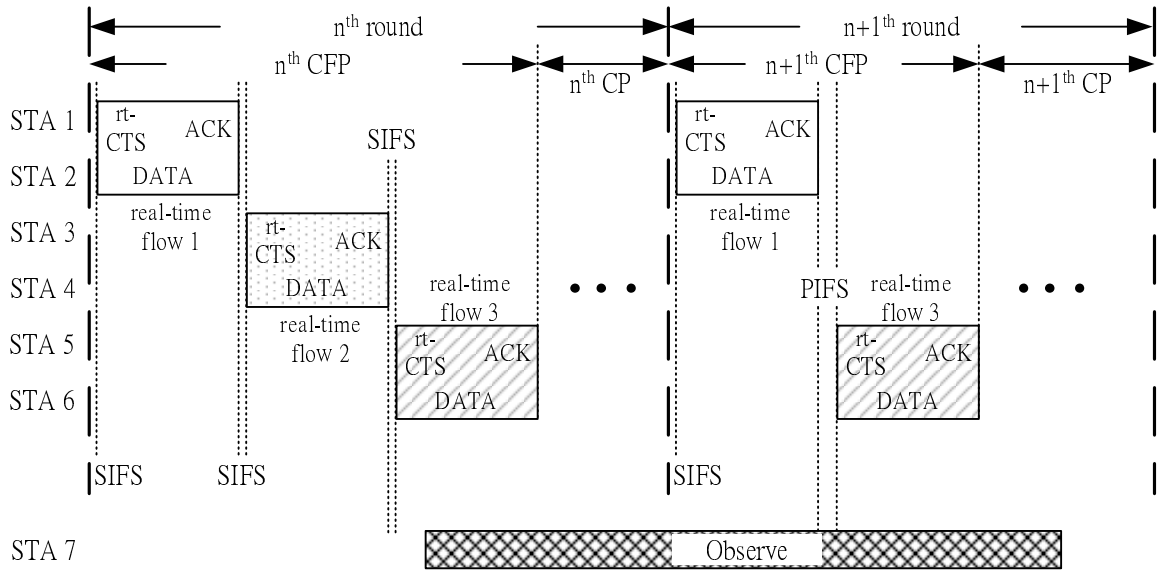 nth round
n+1th round
nth CFP
nth CP
n+1th CFP
n+1th CP
STA 1
rt-
CTS
ACK
DATA
SIFS
rt-
CTS
ACK
DATA
STA 2
real-time
flow 1
real-time
flow 1
STA 3
rt-
CTS
ACK
DATA
STA 4
real-time
flow 2
real-time
flow 3
• • •
PIFS
real-time
flow 3
• • •
STA 5
rt-
CTS
ACK
DATA
rt-
CTS
ACK
DATA
STA 6
SIFS
SIFS
SIFS
STA 7
Observe